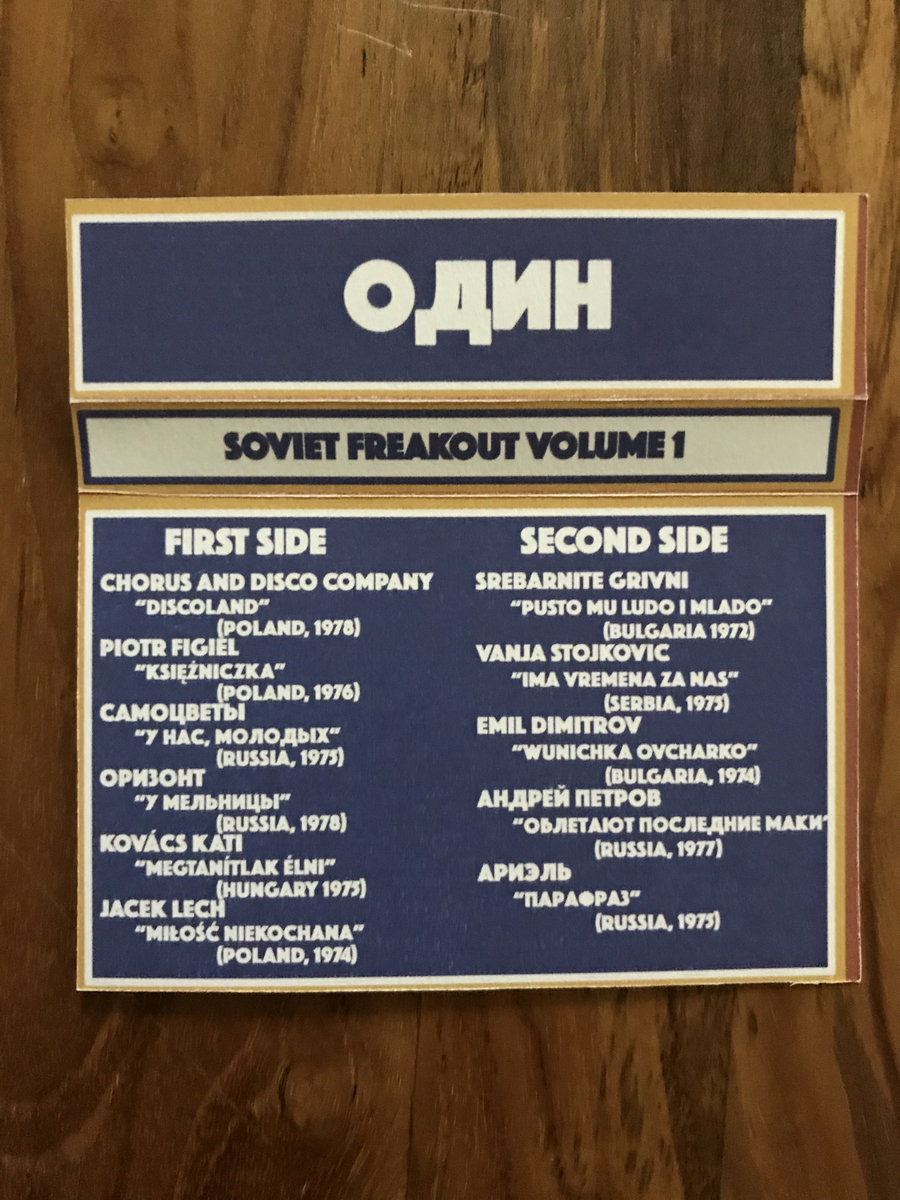 ОДИН
SOVIET FREAKOUT VOLUME 1
FIRST SIDE
CHORUS AND DISCO COMPANY
“DISCOLAND”
(POLAND, 1978)
PIOTR FIGIEL
“KSIĘŻNICZKA”
(POLAND, 1976)
САМОЦВЕТЫ
“У НАС, МОЛОДЫХ”
(RUSSIA, 1975)
ОРИЗОНТ
“У МЕЛЬНИЦЫ”
(RUSSIA, 1978)
KOVÁCS KATI
“MEGTANÍTLAK ÉLNI”
(HUNGARY 1975)
JACEK LECH
“MIŁOŚĆ NIEKOCHANA”
(POLAND, 1974)
SECOND SIDE
SREBARNITE GRIVNI
“PUSTO MU LUDO I MLADO”
(BULGARIA 1972)
VANJA STOJKOVIC
“IMA VREMENA ZA NAS”
(SERBIA, 1975)
EMIL DIMITROV
“WUNICHKA OVCHARKO”
(BULGARIA, 1974)
АНДРЕЙ ПЕТРОВ
“ОБЛЕТАЮТ ПОСЛЕДНИЕ МАКИ”
(RUSSIA, 1977)
АРИЭЛЬ
“ПАРАФРАЗ”
(RUSSIA, 1975)